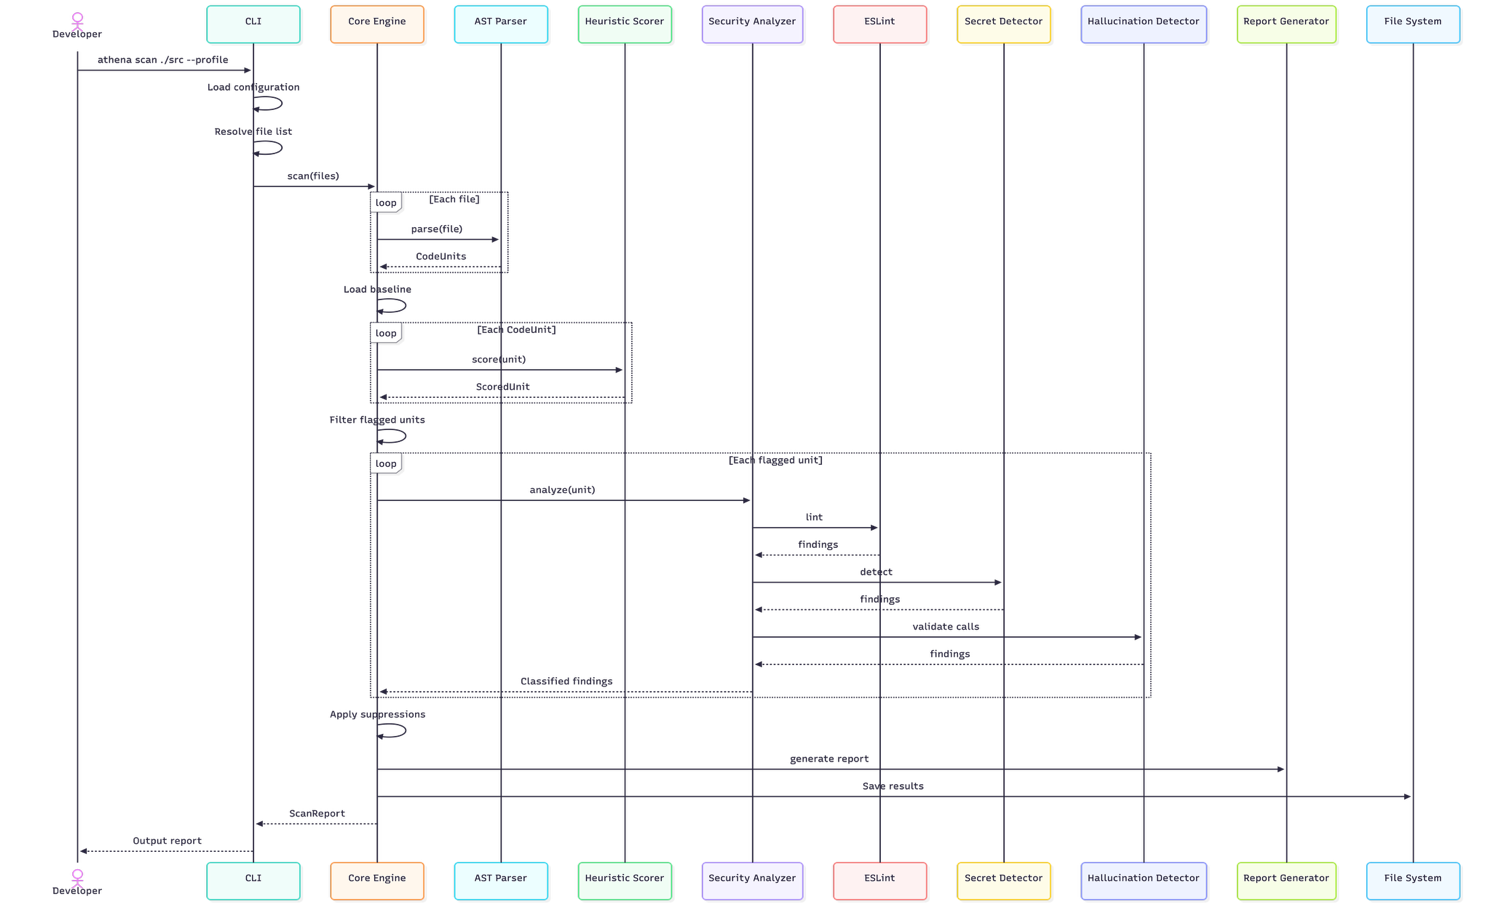 Developer
CLI
Core Engine
AST Parser
Heuristic Scorer
Security Analyzer
ESLint
Secret Detector
Hallucination Detector
Report Generator
File System
athena scan ./src --profile
Load configuration
Resolve file list
scan(files)
loop
[Each file]
parse(file)
CodeUnits
Load baseline
loop
[Each CodeUnit]
score(unit)
ScoredUnit
Filter flagged units
loop
[Each flagged unit]
analyze(unit)
lint
findings
detect
findings
validate calls
findings
Classified findings
Apply suppressions
generate report
Save results
ScanReport
Output report
Developer
CLI
Core Engine
AST Parser
Heuristic Scorer
Security Analyzer
ESLint
Secret Detector
Hallucination Detector
Report Generator
File System